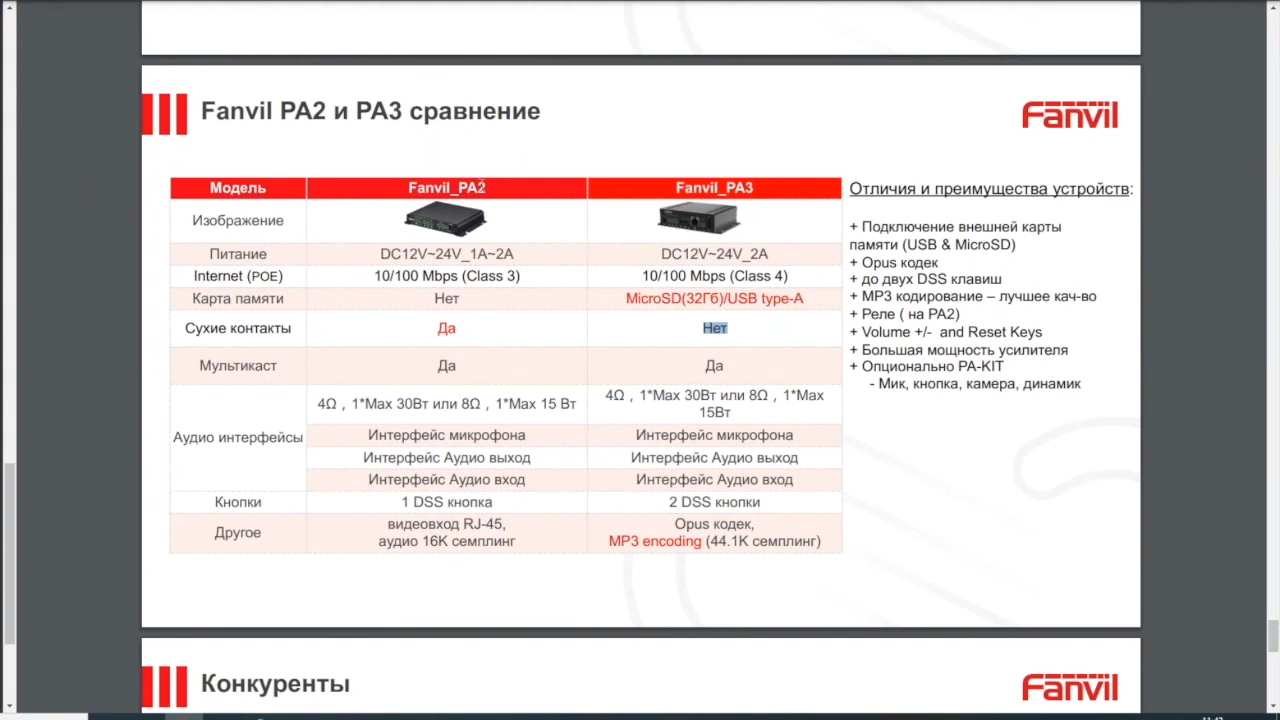 Fanvil PA2 и PA3 сравнение
Fanvil
Модель Fanvil_PA2 Fanvil_PA3
Изображение
Питание DC12V~24V_1A~2A DC12V~24V_2A
Internet (POE) 10/100 Mbps (Class 3) 10/100 Mbps (Class 4)
Карта памяти Нет MicroSD(32Гб)/USB type-A
Сухие контакты Да Нет
Мультикаст Да Да
Аудио интерфейсы
4Ω , 1*Max 30Вт или 8Ω , 1*Max 15 Вт
4Ω , 1*Max 30Вт или 8Ω , 1*Max
15Вт
Интерфейс микрофона Интерфейс микрофона
Интерфейс Аудио выход Интерфейс Аудио выход
Интерфейс Аудио вход Интерфейс Аудио вход
Кнопки 1 DSS кнопка 2 DSS кнопки
Другое
видеовход RJ-45,
аудио 16K семплинг
Opus кодек,
MP3 encoding (44.1K семплинг)
Отличия и преимущества устройств:
+ Подключение внешней карты
памяти (USB & MicroSD)
+ Opus кодек
+ до двух DSS клавиш
+ MP3 кодирование – лучшее кач-во
+ Реле ( на PA2)
+ Volume +/- and Reset Keys
+ Большая мощность усилителя
+ Опционально PA-KIT
- Мик, кнопка, камера, динамик
Конкуренты
Fanvil